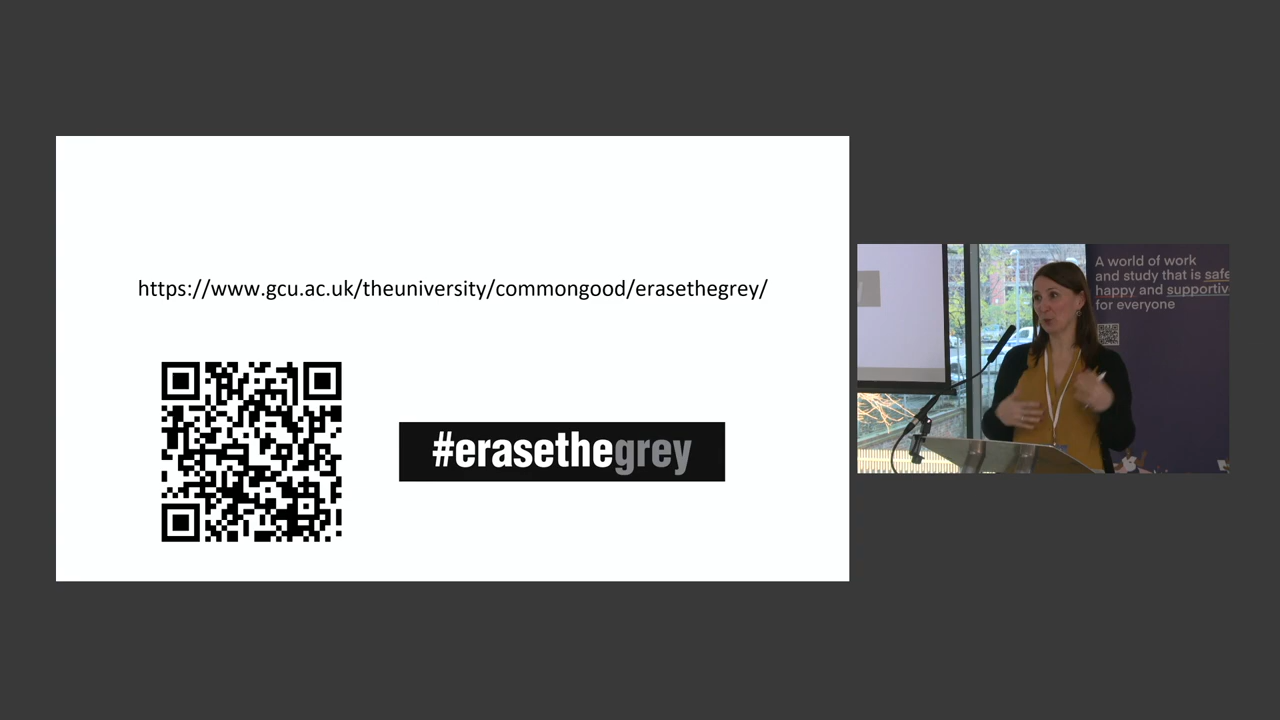 https://www.gcu.ac.uk/theuniversity/commongood/erasethegrey/
#erasethegrey
A world of work
and study that is safe
happy and supportive
for everyone